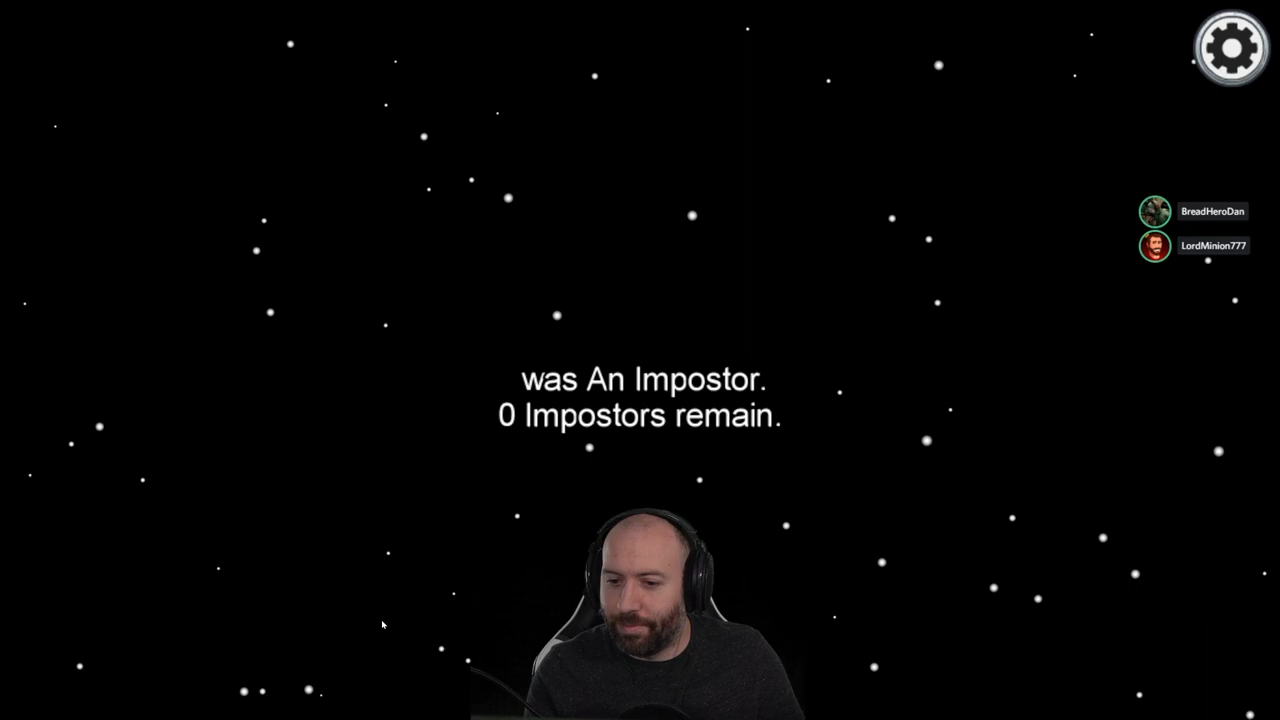 BreadHeroDan
LordMinion777
was An Impostor.
0 Impostors remain.